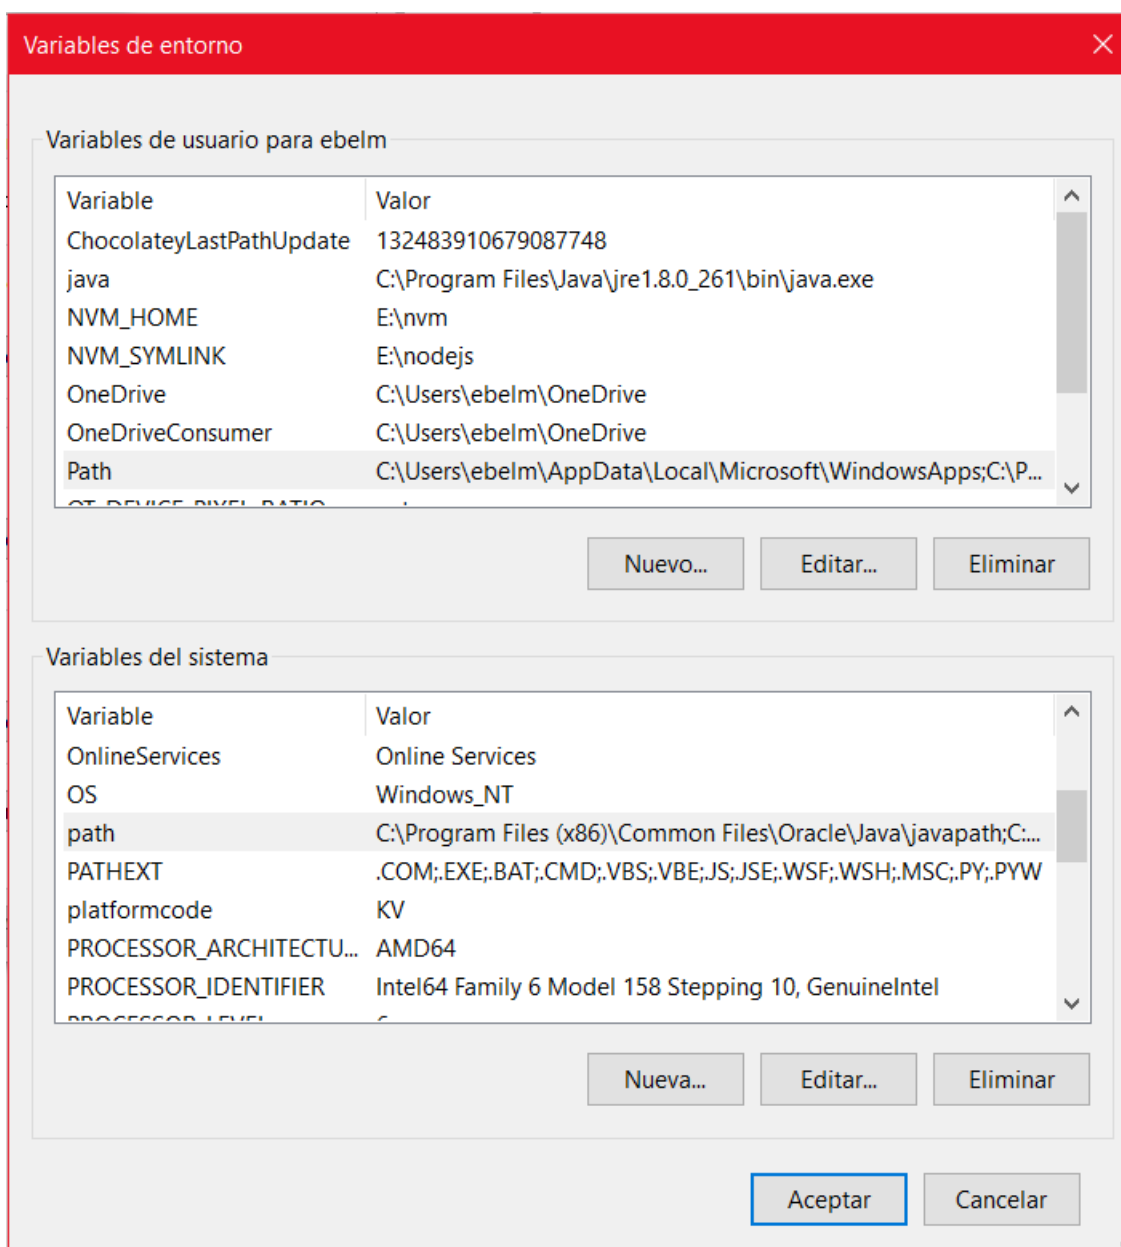 Variables de entorno
Variables de usuario para ebelm
Variable Valor
ChocolateyLastPathUpdate 132483910679087748
java C:\Program Files\Java\jre1.8.0_261\bin\java.exe
NVM_HOME E:\nvm
NVM_SYMLINK E:\nodejs
OneDrive C:\Users\ebelm\OneDrive
OneDriveConsumer C:\Users\ebelm\OneDrive
Path C:\Users\ebelm\AppData\Local\Microsoft\WindowsApps;C:\P...
Nuevo... Editar... Eliminar
Variables del sistema
Variable Valor
OnlineServices Online Services
OS Windows_NT
path C:\Program Files (x86)\Common Files\Oracle\Java\javapath;C:...
PATHEXT .COM;.EXE;.BAT;.CMD;.VBS;.VBE;.JS;.JSE;.WSF;.WSH;.MSC;.PY;.PYW
platformcode KV
PROCESSOR_ARCHITECTU... AMD64
PROCESSOR_IDENTIFIER Intel64 Family 6 Model 158 Stepping 10, GenuineIntel
Nueva... Editar... Eliminar
Aceptar Cancelar